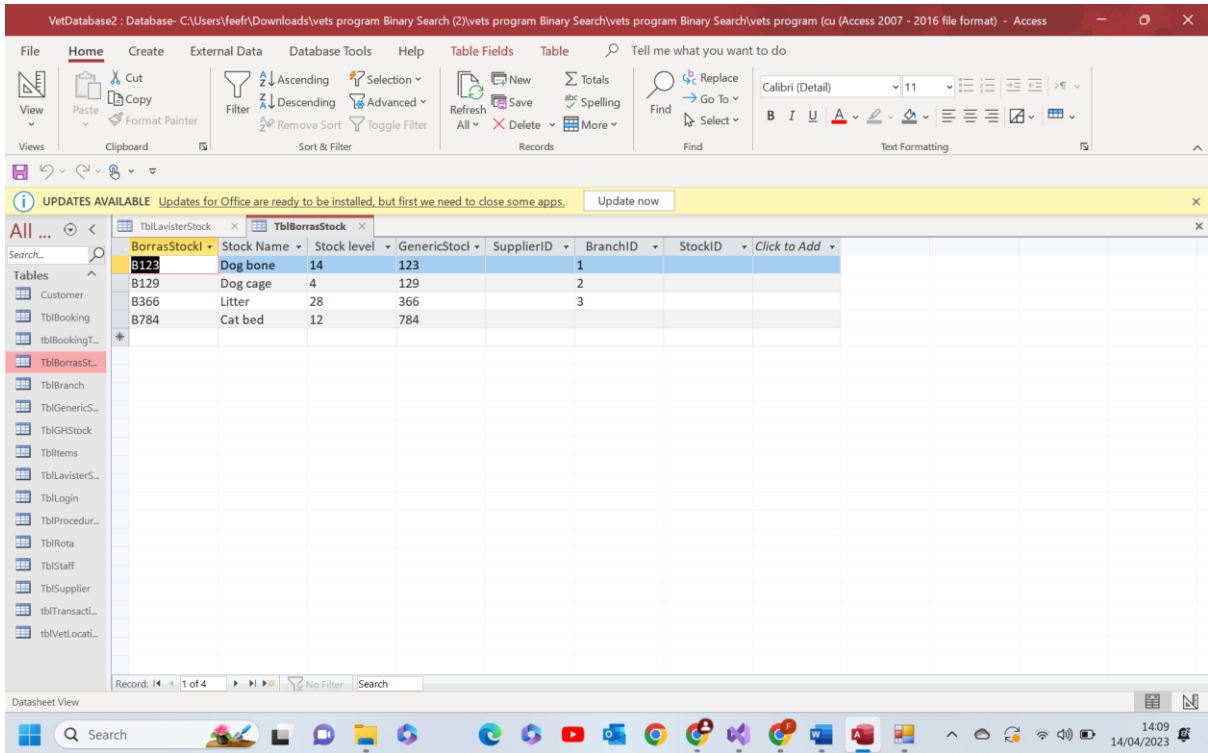 VetDatabase2 : Database- C:\Users\feefr\Downloads\vets program Binary Search (2)\vets program Binary Search\vets program Binary Search\vets program (cu (Access 2007 - 2016 file format) - Access
File Home Create External Data Database Tools Help Table Fields Table Tell me what you want to do
View
Paste
Cut
Copy
Format Painter
Filter
Ascending
Descending
Remove Sort
Selection
Advanced
Toggle Filter
Refresh All
New
Save
Delete
Totals
Spelling
More
Find
Replace
Go To
Select
Calibri (Detail) 11
B I U A
Views Clipboard Sort & Filter Records Find Text Formatting
UPDATES AVAILABLE Updates for Office are ready to be installed, but first we need to close some apps. Update now
All ...
Search...
Tables
Customer
TblBooking
tblBookingT...
TblBorrasSt...
TblBranch
TblGenericS...
TblGHStock
TblItems
TblLavisterS...
TblLogin
TblProcedur...
TblRota
TblStaff
TblSupplier
tblTransacti...
tblVetLocati...
TblLavisterStock TblBorrasStock
BorrasStockI Stock Name Stock level GenericStocl SupplierID BranchID StockID Click to Add
B123 Dog bone 14 123 1
B129 Dog cage 4 129 2
B366 Litter 28 366 3
B784 Cat bed 12 784
Record: 1 of 4 No Filter Search
Datasheet View
Search
14:09
14/04/2023